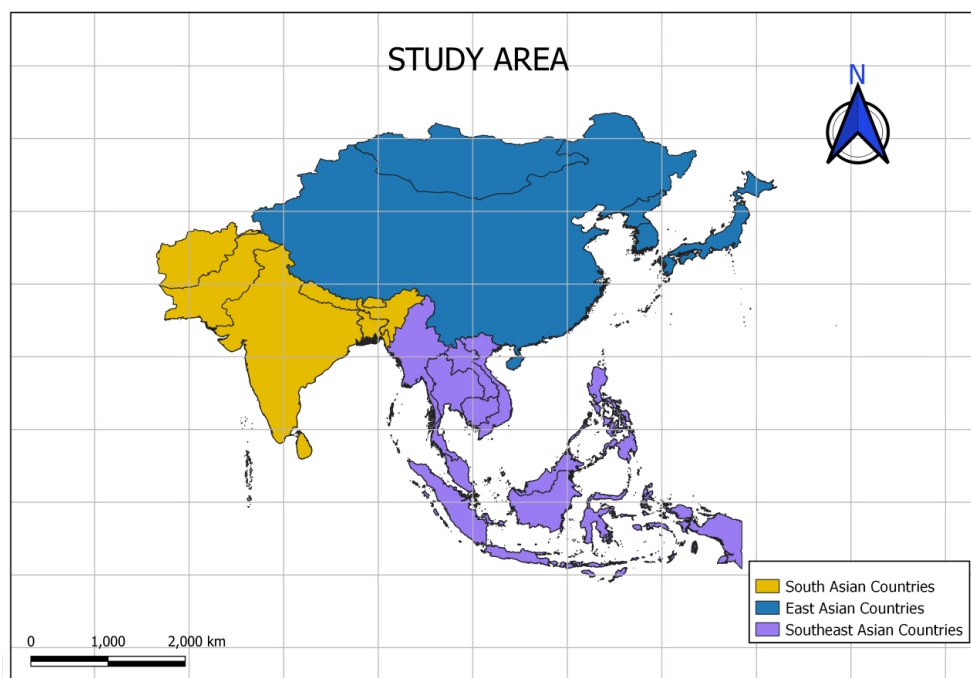 STUDY AREA
N
South Asian Countries
East Asian Countries
Southeast Asian Countries
0 1,000 2,000 km